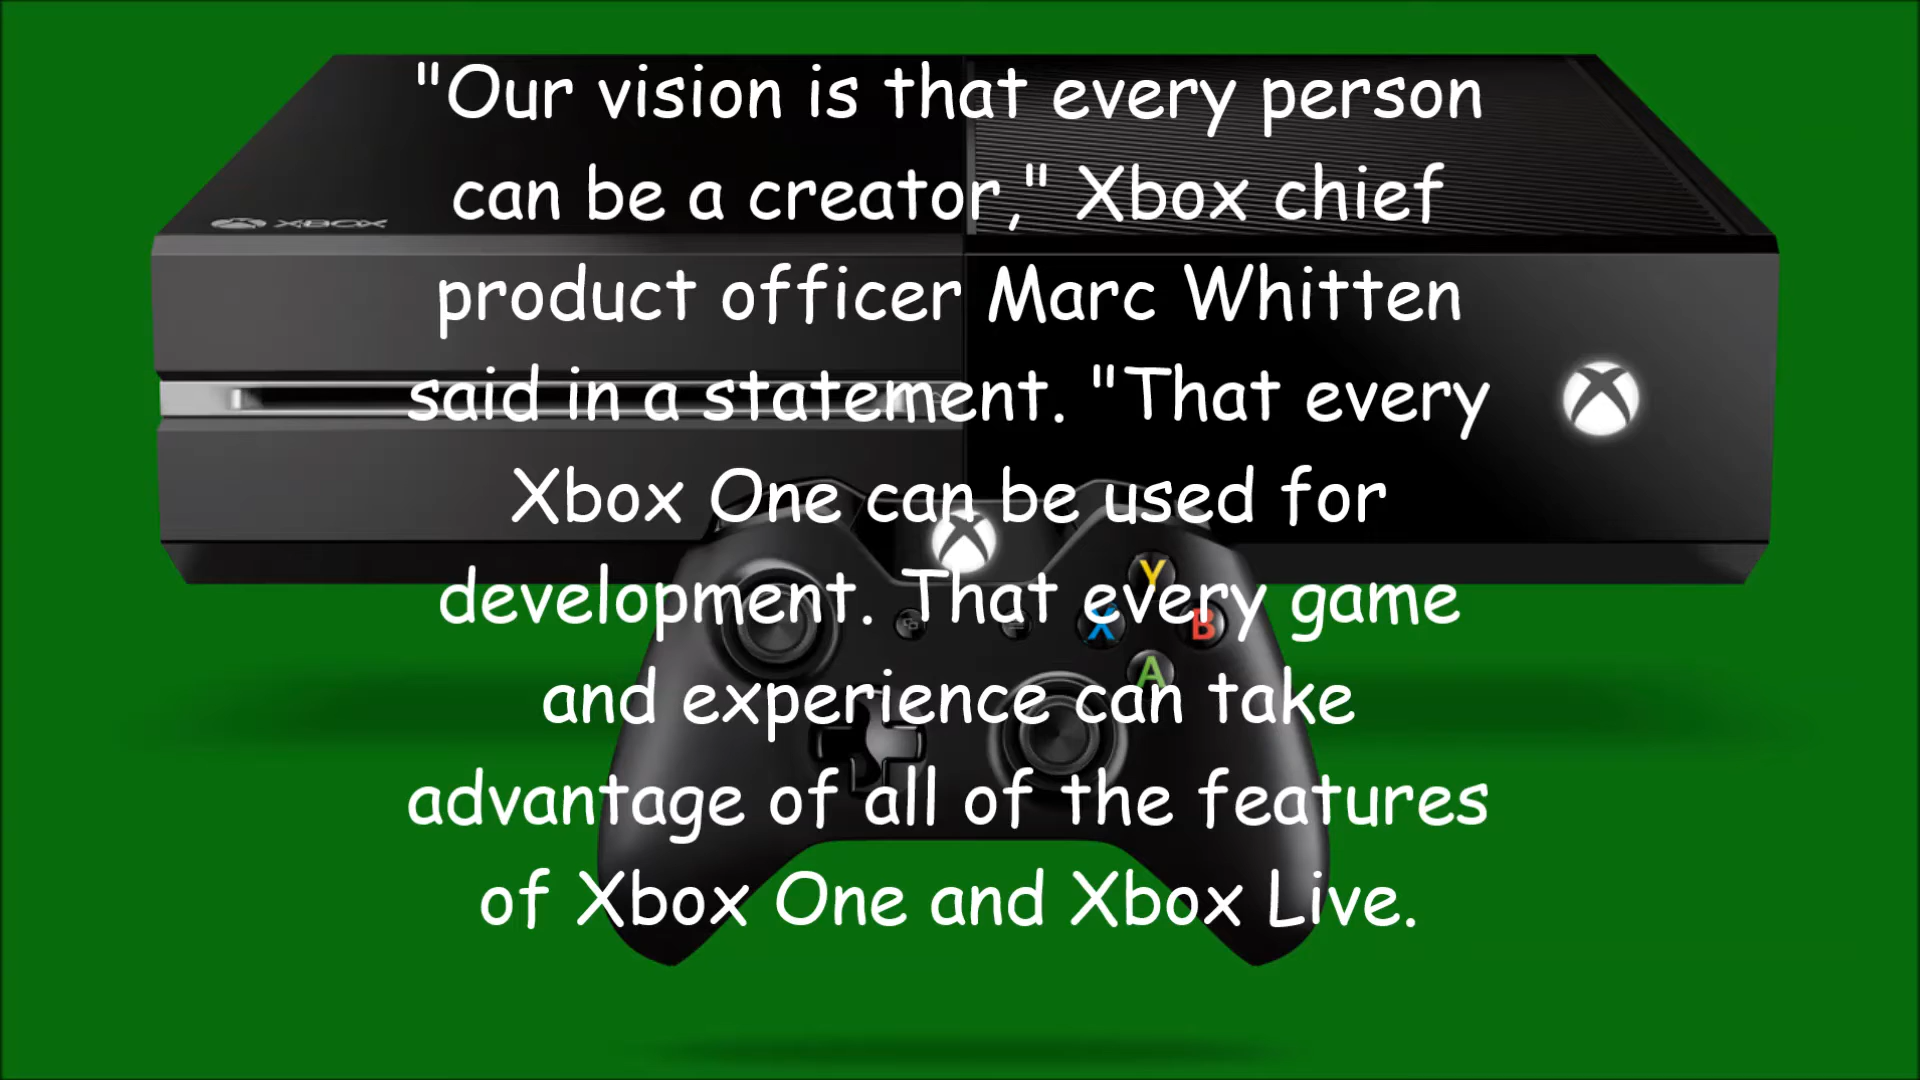 "Our vision is that every person
can be a creator," Xbox chief
XBOX
product officer Marc Whitten
said in a statement. "That every
Xbox One can be used for
development. That every game
Y
X
B
A
and experience can take
advantage of all of the features
of Xbox One and Xbox Live.